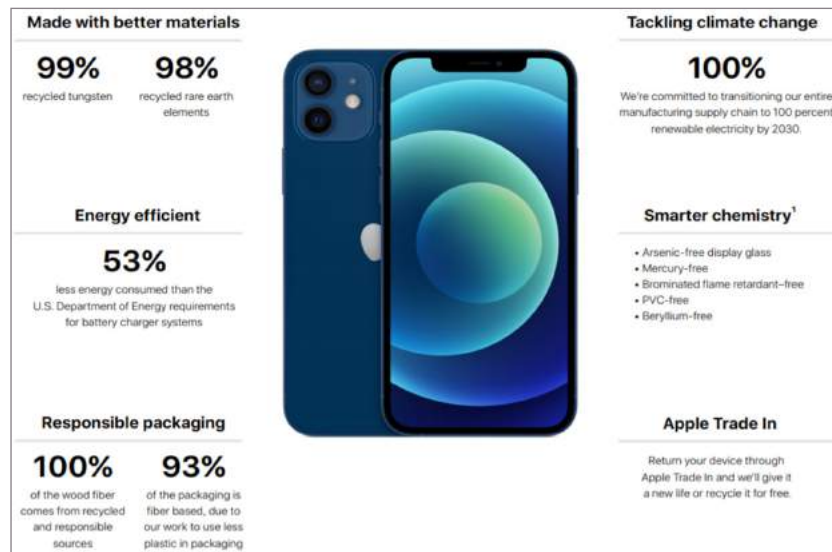 Made with better materials
99%
98%
recycled tungsten
recycled rare earth
elements
Energy efficient
53%
less energy consumed than the
U.S. Department of Energy requirements
for battery charger systems
Responsible packaging
100%
93%
of the wood fiber
comes from recycled
and responsible
sources
of the packaging is
fiber based, due to
our work to use less
plastic in packaging
Tackling climate change
100%
We're committed to transitioning our entire
manufacturing supply chain to 100 percent
renewable electricity by 2030.
Smarter chemistry¹
• Arsenic-free display glass
• Mercury-free
• Brominated flame retardant–free
• PVC-free
• Beryllium-free
Apple Trade In
Return your device through
Apple Trade In and we'll give it
a new life or recycle it for free.